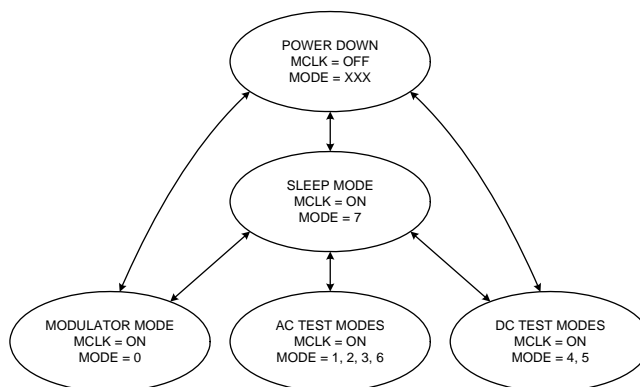 POWER DOWN
MCLK = OFF
MODE = XXX
SLEEP MODE
MCLK = ON
MODE = 7
MODULATOR MODE
MCLK = ON
MODE = 0
AC TEST MODES
MCLK = ON
MODE = 1, 2, 3, 6
DC TEST MODES
MCLK = ON
MODE = 4, 5